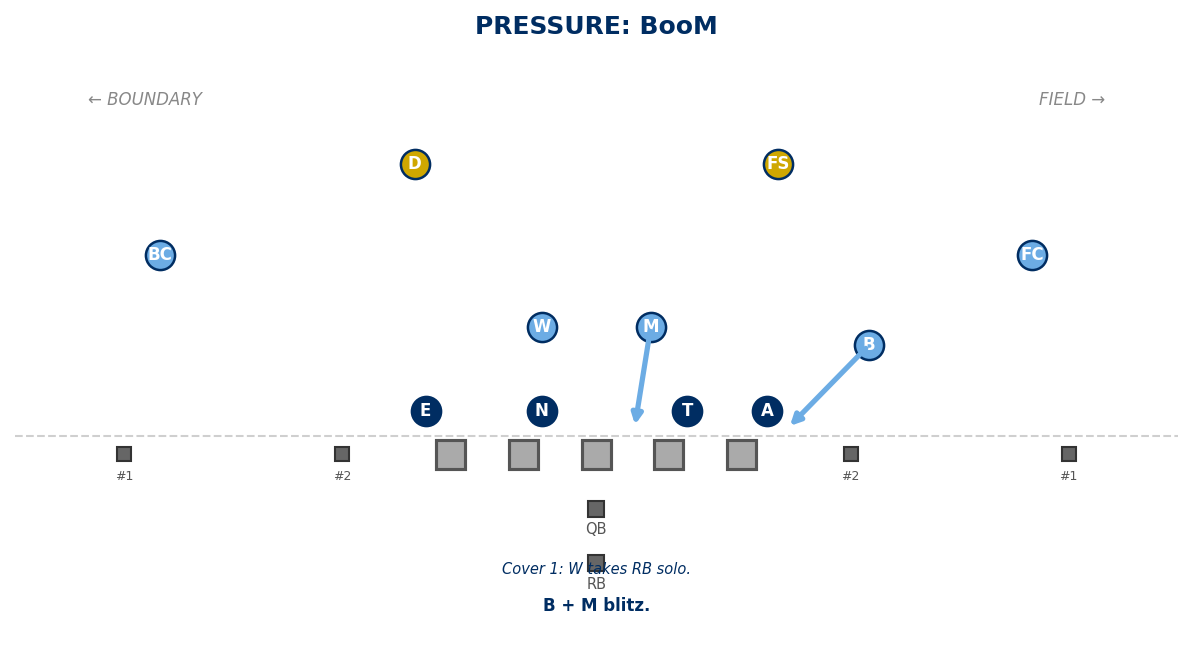 PRESSURE: BooM
← BOUNDARY
FIELD →
D
FS
BC
FC
W
M
B
E
N
T
A
#1
#2
#2
#1
QB
Cover 1: W takes RB solo.
RB
B + M blitz.